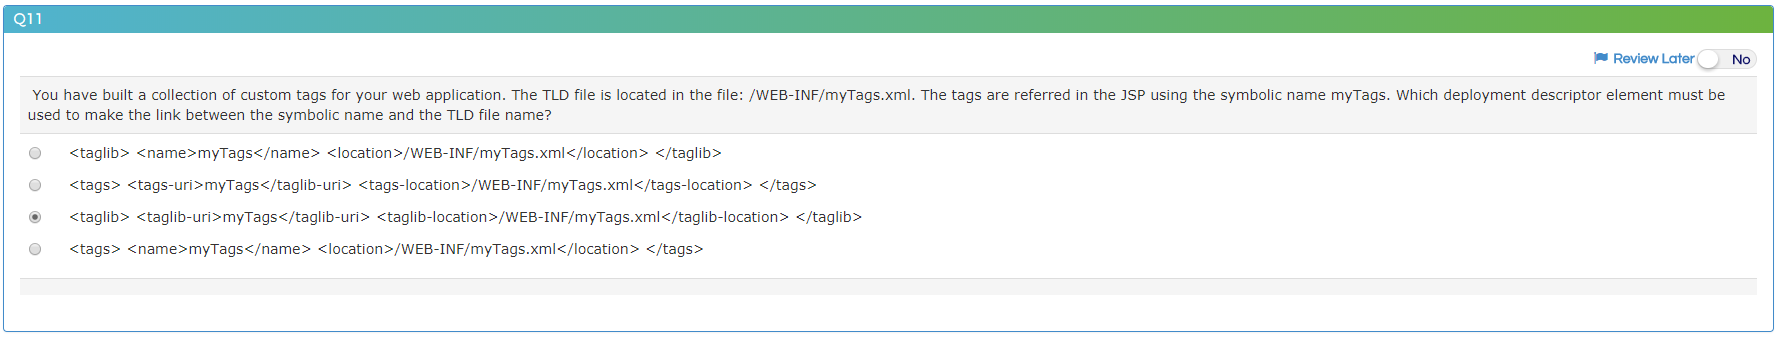 Q11
Review Later No
You have built a collection of custom tags for your web application. The TLD file is located in the file: /WEB-INF/myTags.xml. The tags are referred in the JSP using the symbolic name myTags. Which deployment descriptor element must be
used to make the link between the symbolic name and the TLD file name?
<taglib> <name>myTags</name> <location>/WEB-INF/myTags.xml</location> </taglib>
<tags> <tags-uri>myTags</taglib-uri> <tags-location>/WEB-INF/myTags.xml</tags-location> </tags>
<taglib> <taglib-uri>myTags</taglib-uri> <taglib-location>/WEB-INF/myTags.xml</taglib-location> </taglib>
<tags> <name>myTags</name> <location>/WEB-INF/myTags.xml</location> </tags>